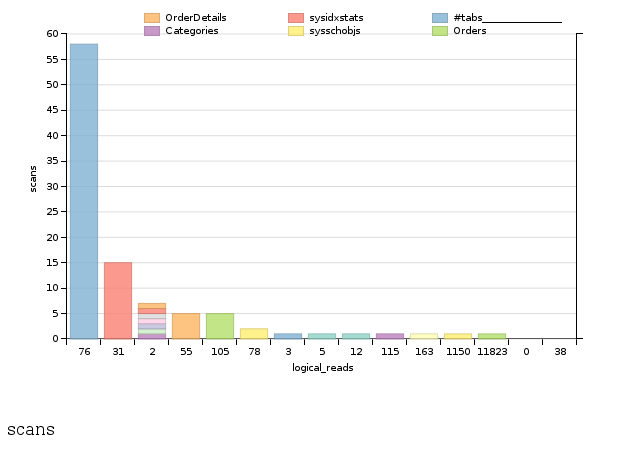 OrderDetails sysidxstats #tabs________________
Categories sysschobjs Orders
60
55
50
45
40
35
30
25
20
15
10
5
0
scans
76 31 2 55 105 78 3 5 12 115 163 1150 11823 0 38
logical_reads
scans